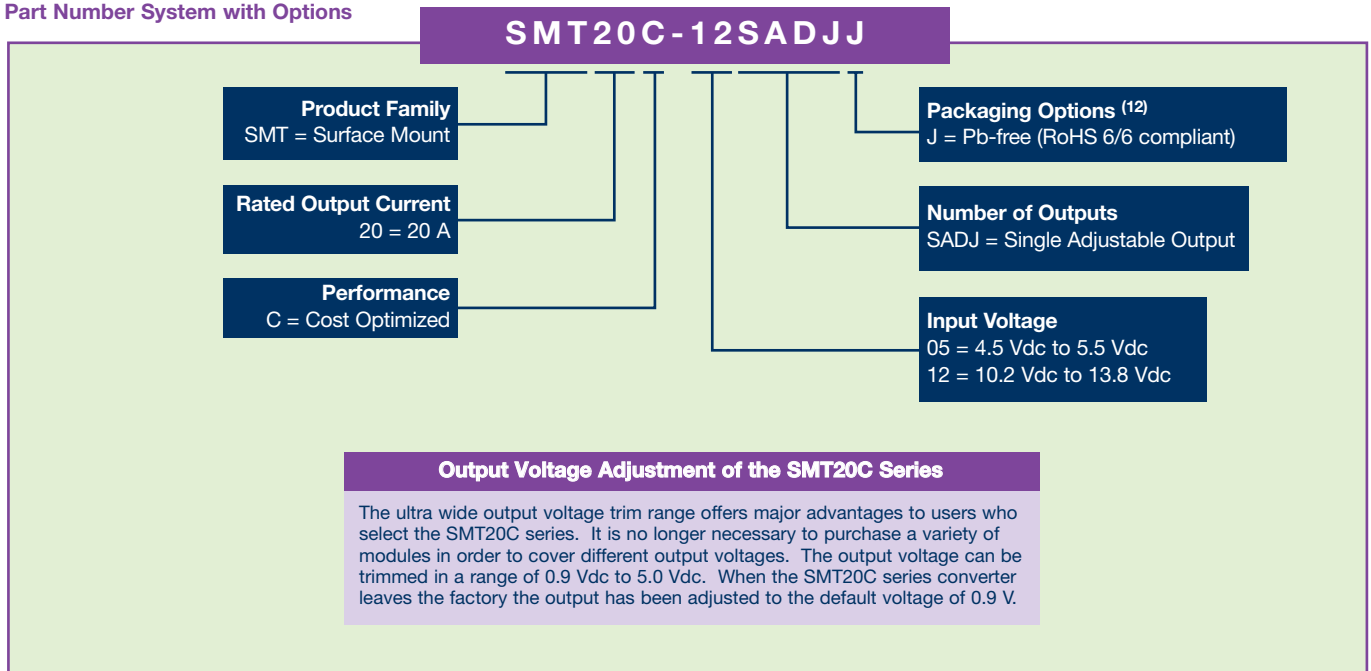 Part Number System with Options
SMT20C-12SADJJ
Product Family
SMT = Surface Mount
Rated Output Current
20 = 20 A
Performance
C = Cost Optimized
Packaging Options (12)
J = Pb-free (RoHS 6/6 compliant)
Number of Outputs
SADJ = Single Adjustable Output
Input Voltage
05 = 4.5 Vdc to 5.5 Vdc
12 = 10.2 Vdc to 13.8 Vdc
Output Voltage Adjustment of the SMT20C Series
The ultra wide output voltage trim range offers major advantages to users who
select the SMT20C series. It is no longer necessary to purchase a variety of
modules in order to cover different output voltages. The output voltage can be
trimmed in a range of 0.9 Vdc to 5.0 Vdc. When the SMT20C series converter
leaves the factory the output has been adjusted to the default voltage of 0.9 V.